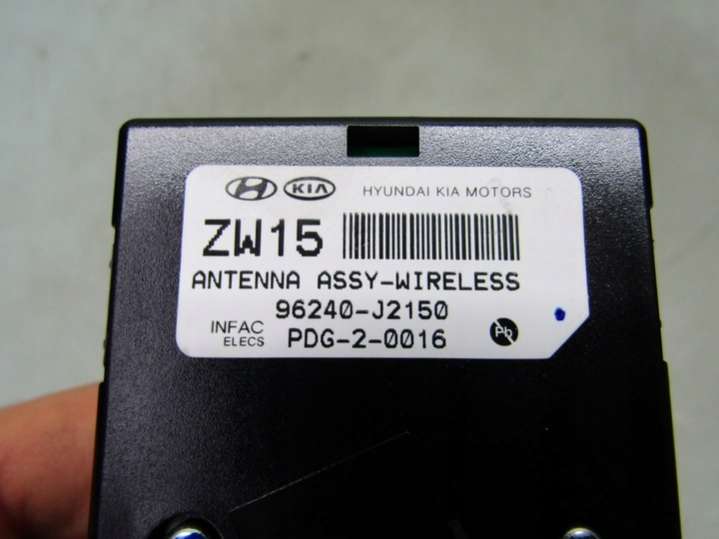 KIA HYUNDAI KIA MOTORS
ZW15
ANTENNA ASSY-WIRELESS
96240-J2150
INFAC ELECS PDG-2-0016 Pb